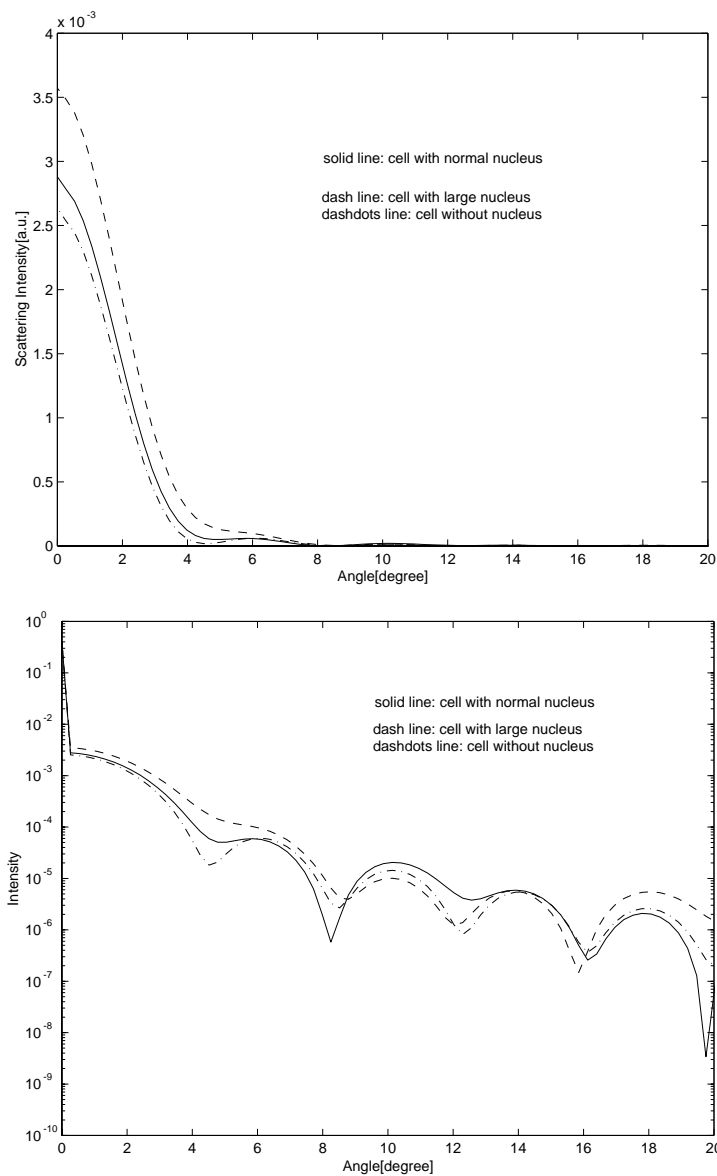 x 10^-3
4
3.5
3
2.5
2
1.5
1
0.5
0
Scattering Intensity[a.u.]
solid line: cell with normal nucleus
dash line: cell with large nucleus
dashdots line: cell without nucleus
0 2 4 6 8 10 12 14 16 18 20
Angle[degree]
10^0
10^-1
10^-2
10^-3
10^-4
10^-5
10^-6
10^-7
10^-8
10^-9
10^-10
Intensity
solid line: cell with normal nucleus
dash line: cell with large nucleus
dashdots line: cell without nucleus
0 2 4 6 8 10 12 14 16 18 20
Angle[degree]